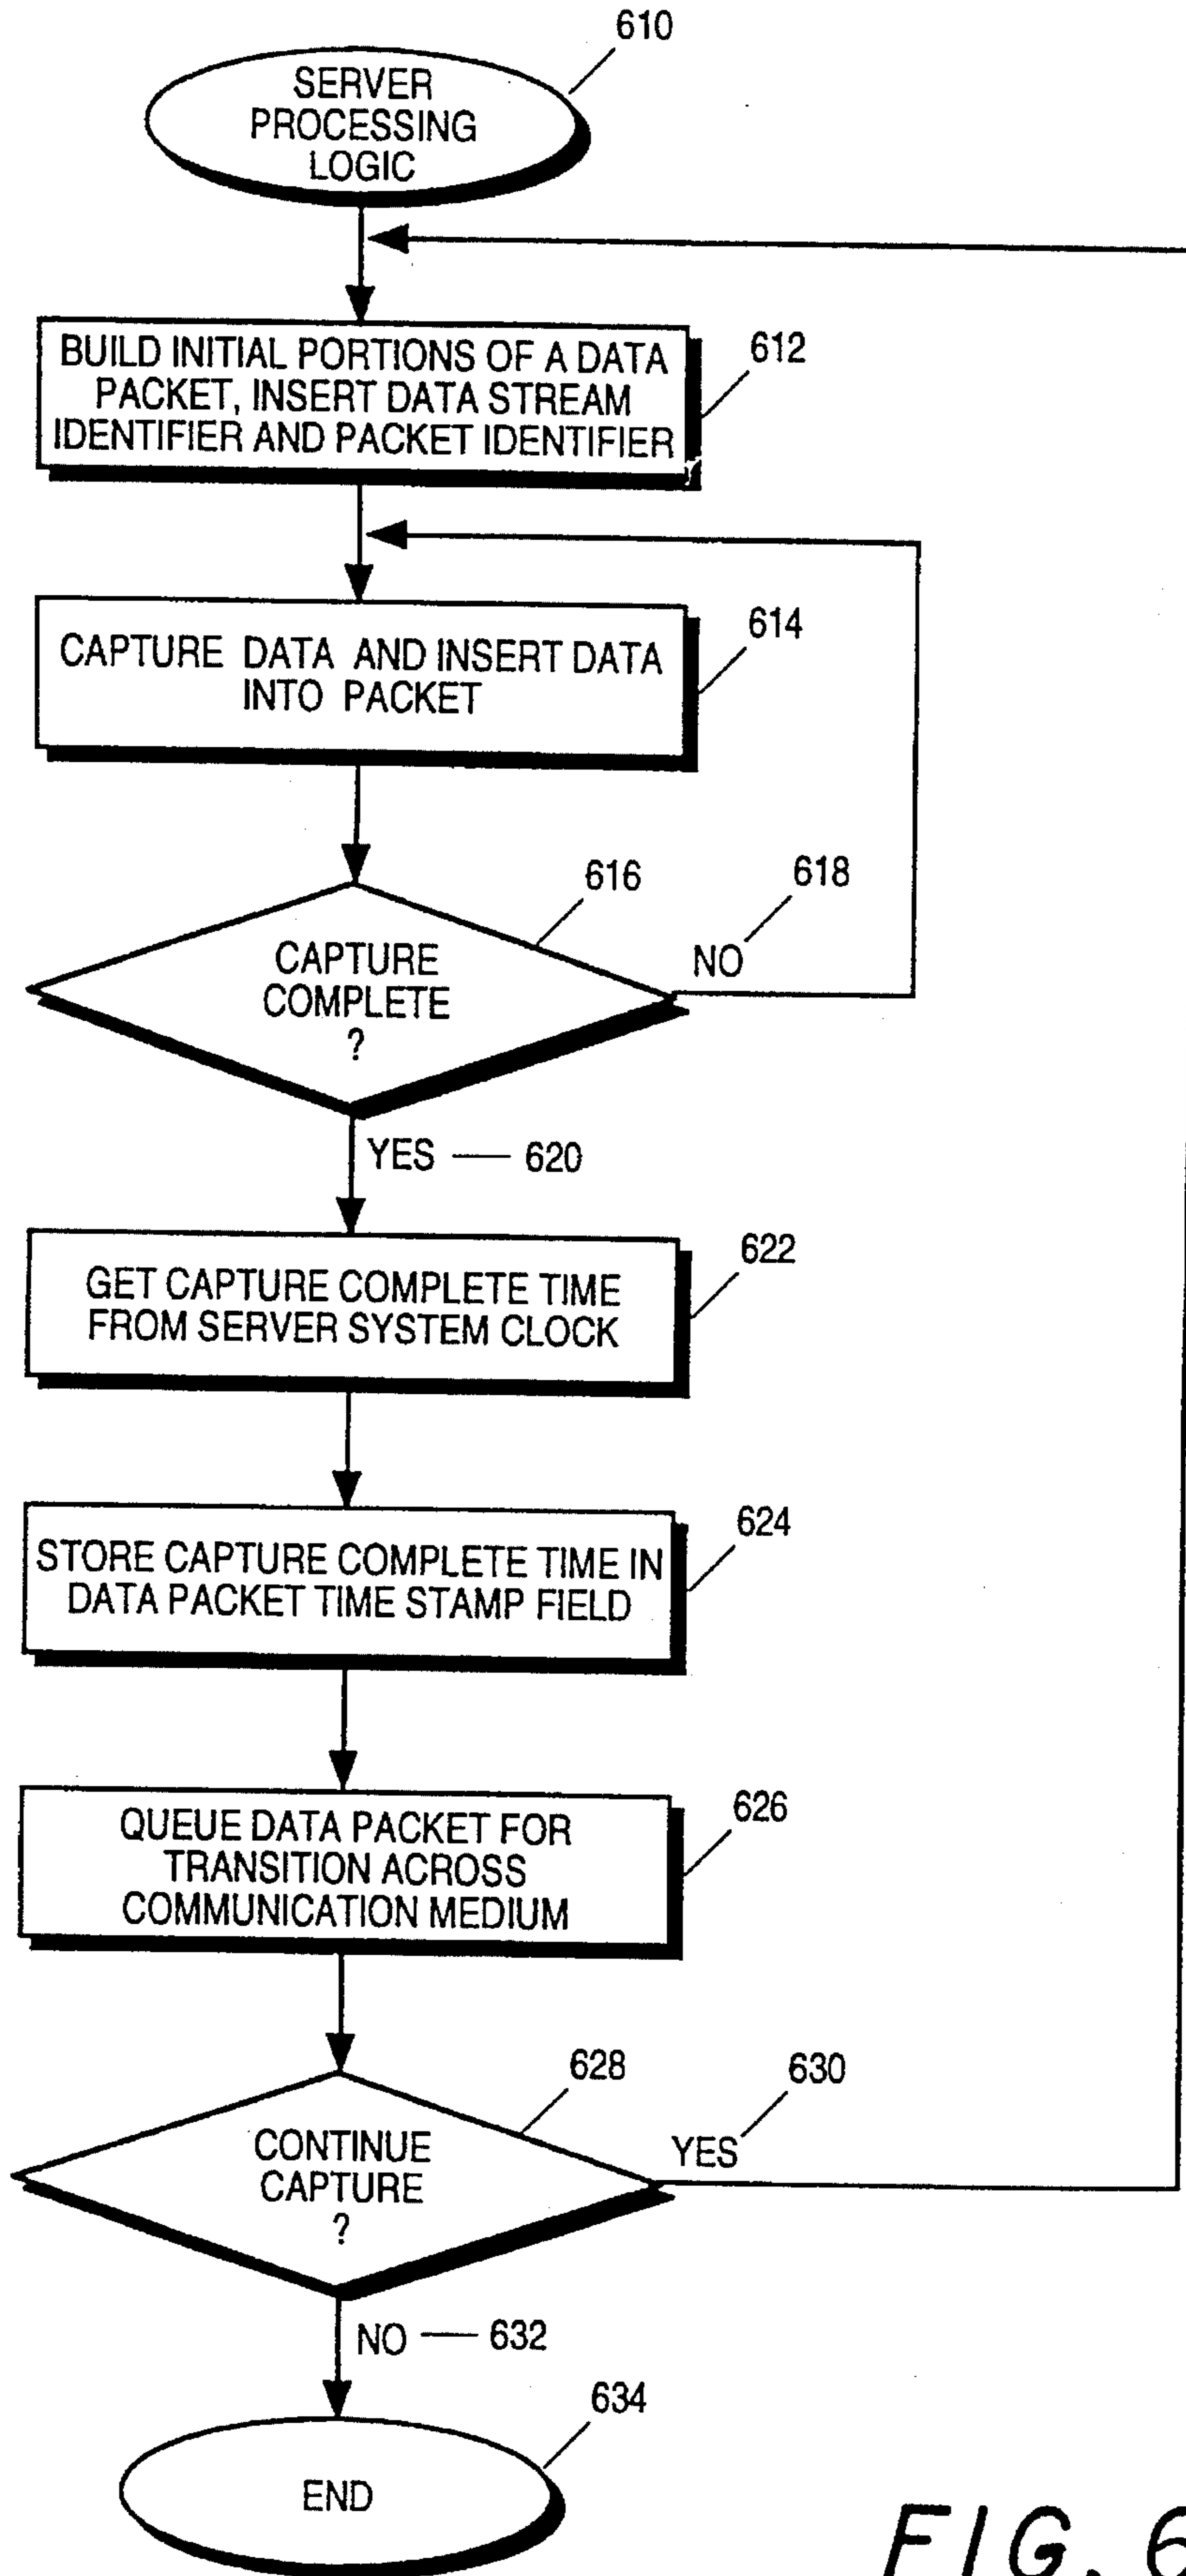 610
SERVER
PROCESSING
LOGIC
BUILD INITIAL PORTIONS OF A DATA
PACKET, INSERT DATA STREAM
IDENTIFIER AND PACKET IDENTIFIER
612
CAPTURE DATA AND INSERT DATA
INTO PACKET
614
616
618
CAPTURE
COMPLETE
?
NO
YES — 620
GET CAPTURE COMPLETE TIME
FROM SERVER SYSTEM CLOCK
622
STORE CAPTURE COMPLETE TIME IN
DATA PACKET TIME STAMP FIELD
624
QUEUE DATA PACKET FOR
TRANSITION ACROSS
COMMUNICATION MEDIUM
626
628
630
CONTINUE
CAPTURE
?
YES
NO — 632
634
END
FIG. 6